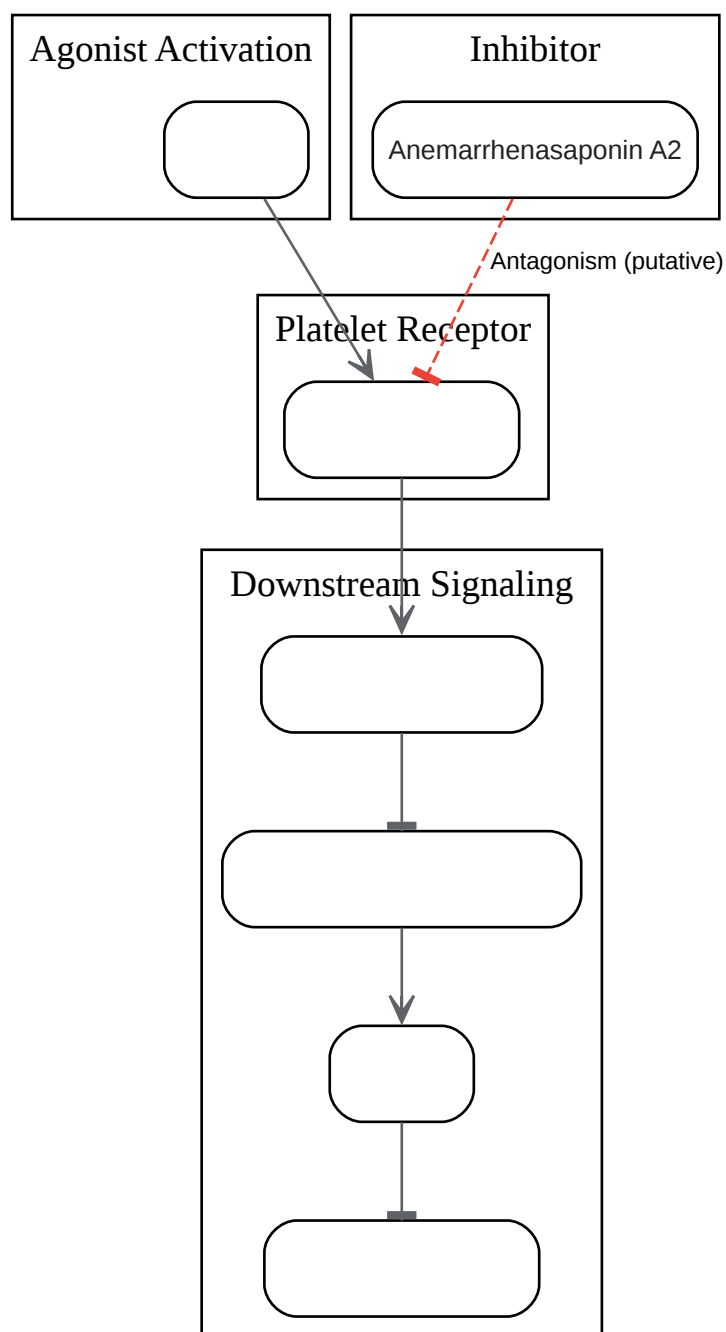 Agonist Activation
Inhibitor
Anemarrhenasaponin A2
Antagonism (putative)
Platelet Receptor
Downstream Signaling